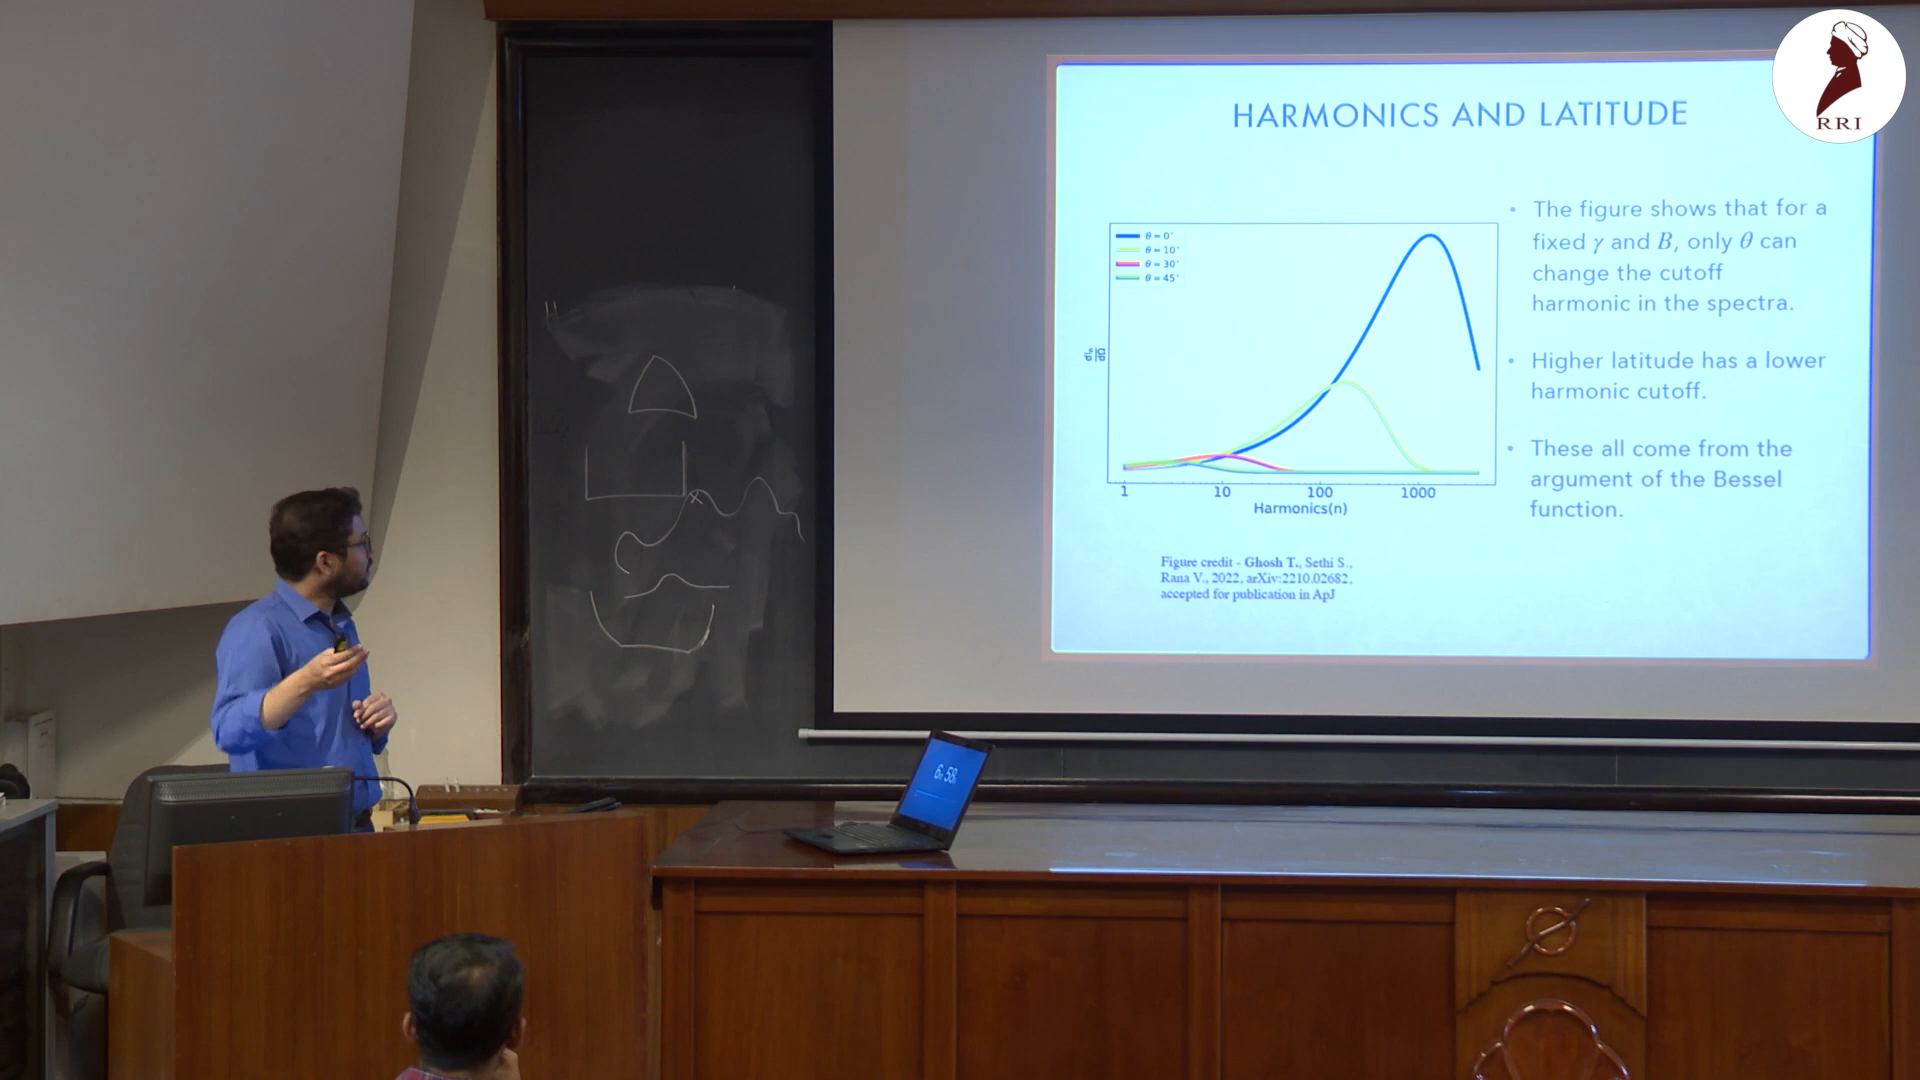 RRI
HARMONICS AND LATITUDE
θ = 0°
θ = 10°
θ = 30°
θ = 45°
dIₙ
dΩ
1
10
100
1000
Harmonics(n)
Figure credit - Ghosh T., Sethi S.,
Rana V., 2022, arXiv:2210.02682,
accepted for publication in ApJ
• The figure shows that for a
fixed γ and B, only θ can
change the cutoff
harmonic in the spectra.
• Higher latitude has a lower
harmonic cutoff.
• These all come from the
argument of the Bessel
function.
H